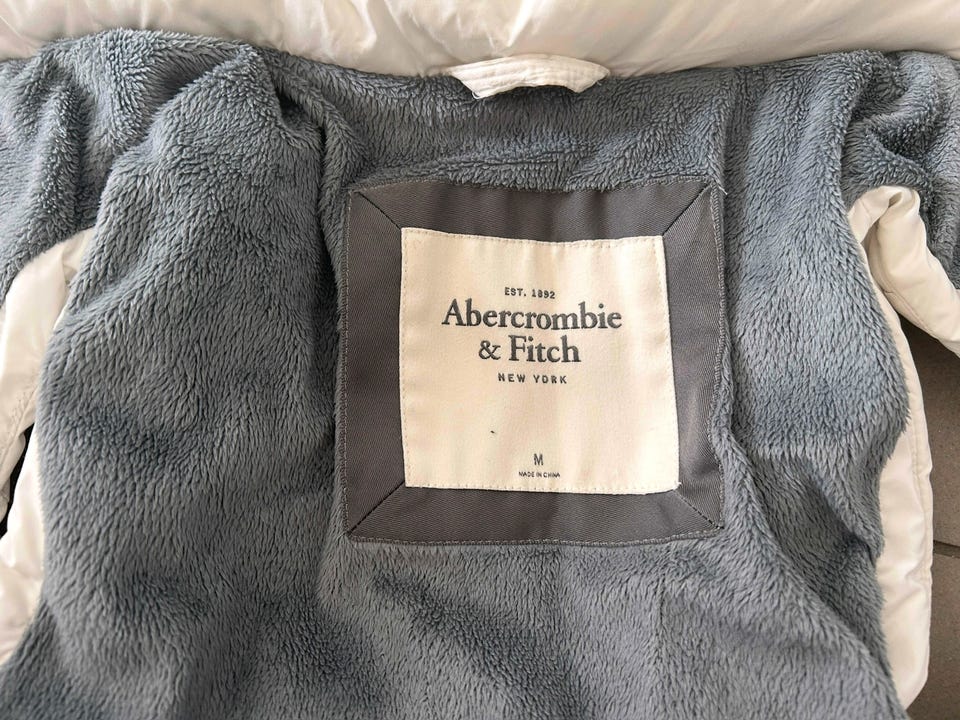 EST. 1892
Abercrombie
& Fitch
NEW YORK
M
MADE IN CHINA